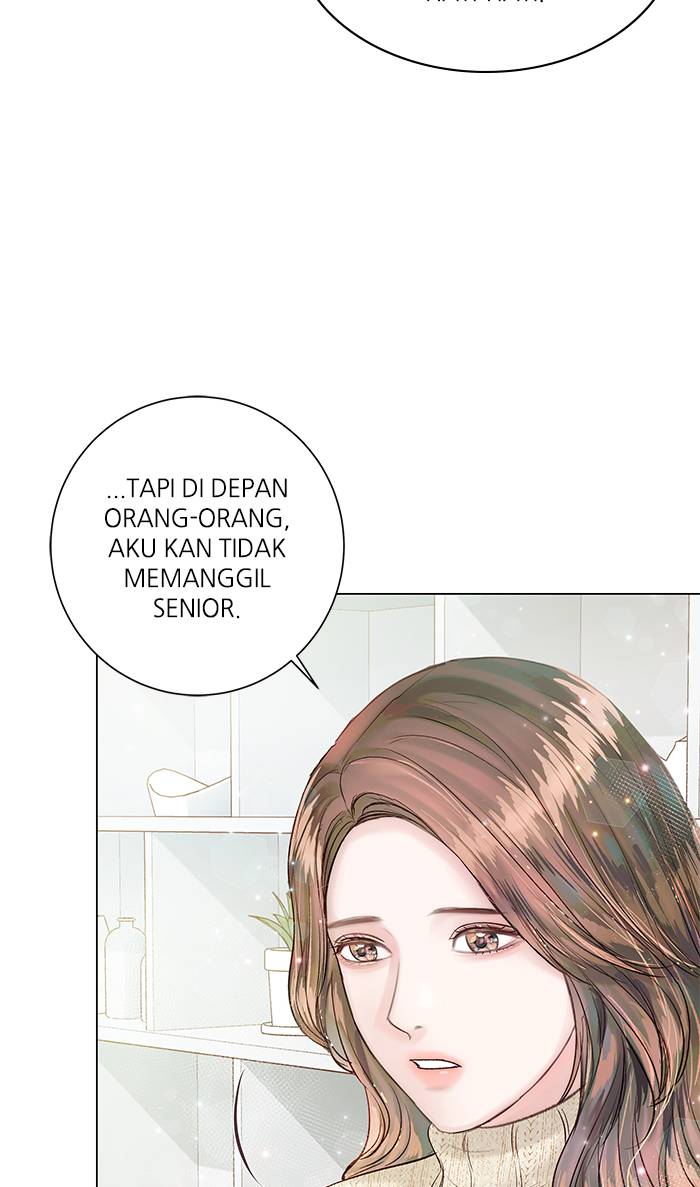 ...TAPI DI DEPAN
ORANG-ORANG,
AKU KAN TIDAK
MEMANGGIL
SENIOR.